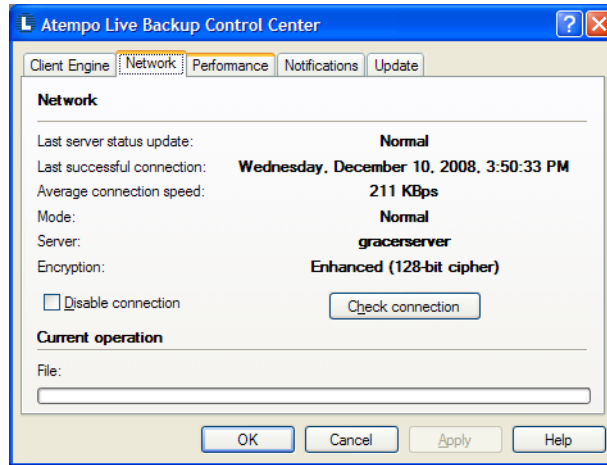 Atempo Live Backup Control Center
Client Engine Network Performance Notifications Update
Network
Last server status update: Normal
Last successful connection: Wednesday, December 10, 2008, 3:50:33 PM
Average connection speed: 211 KBps
Mode: Normal
Server: gracerserver
Encryption: Enhanced (128-bit cipher)
Disable connection Check connection
Current operation
File:
OK Cancel Apply Help